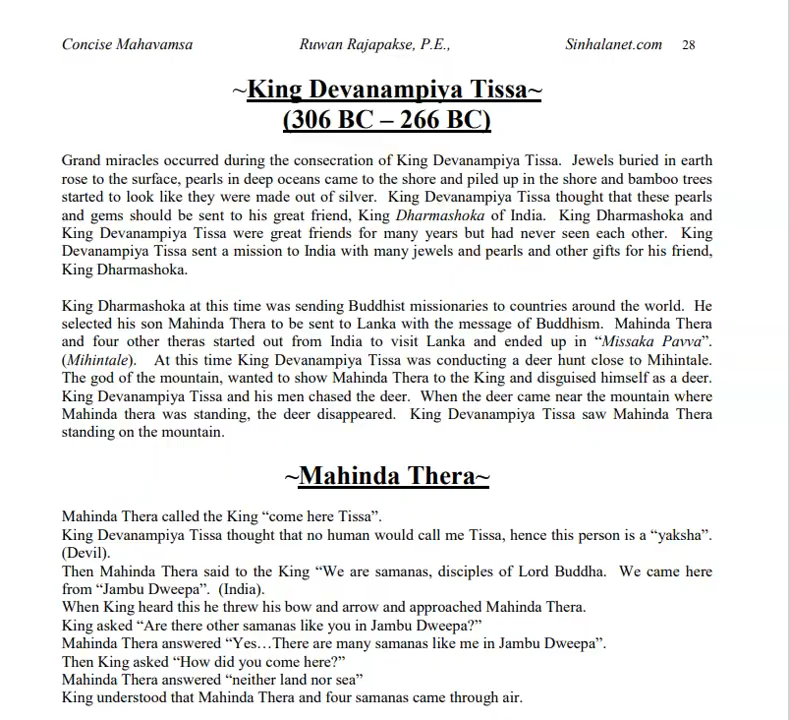 Concise Mahavamsa Ruwan Rajapakse, P.E., Sinhalanet.com 28
~King Devanampiya Tissa~
(306 BC – 266 BC)
Grand miracles occurred during the consecration of King Devanampiya Tissa. Jewels buried in earth
rose to the surface, pearls in deep oceans came to the shore and piled up in the shore and bamboo trees
started to look like they were made out of silver. King Devanampiya Tissa thought that these pearls
and gems should be sent to his great friend, King Dharmashoka of India. King Dharmashoka and
King Devanampiya Tissa were great friends for many years but had never seen each other. King
Devanampiya Tissa sent a mission to India with many jewels and pearls and other gifts for his friend,
King Dharmashoka.
King Dharmashoka at this time was sending Buddhist missionaries to countries around the world. He
selected his son Mahinda Thera to be sent to Lanka with the message of Buddhism. Mahinda Thera
and four other theras started out from India to visit Lanka and ended up in “Missaka Pavva”.
(Mihintale). At this time King Devanampiya Tissa was conducting a deer hunt close to Mihintale.
The god of the mountain, wanted to show Mahinda Thera to the King and disguised himself as a deer.
King Devanampiya Tissa and his men chased the deer. When the deer came near the mountain where
Mahinda thera was standing, the deer disappeared. King Devanampiya Tissa saw Mahinda Thera
standing on the mountain.
~Mahinda Thera~
Mahinda Thera called the King “come here Tissa”.
King Devanampiya Tissa thought that no human would call me Tissa, hence this person is a “yaksha”.
(Devil).
Then Mahinda Thera said to the King “We are samanas, disciples of Lord Buddha. We came here
from “Jambu Dweepa”. (India).
When King heard this he threw his bow and arrow and approached Mahinda Thera.
King asked “Are there other samanas like you in Jambu Dweepa?”
Mahinda Thera answered “Yes…There are many samanas like me in Jambu Dweepa”.
Then King asked “How did you come here?”
Mahinda Thera answered “neither land nor sea”
King understood that Mahinda Thera and four samanas came through air.